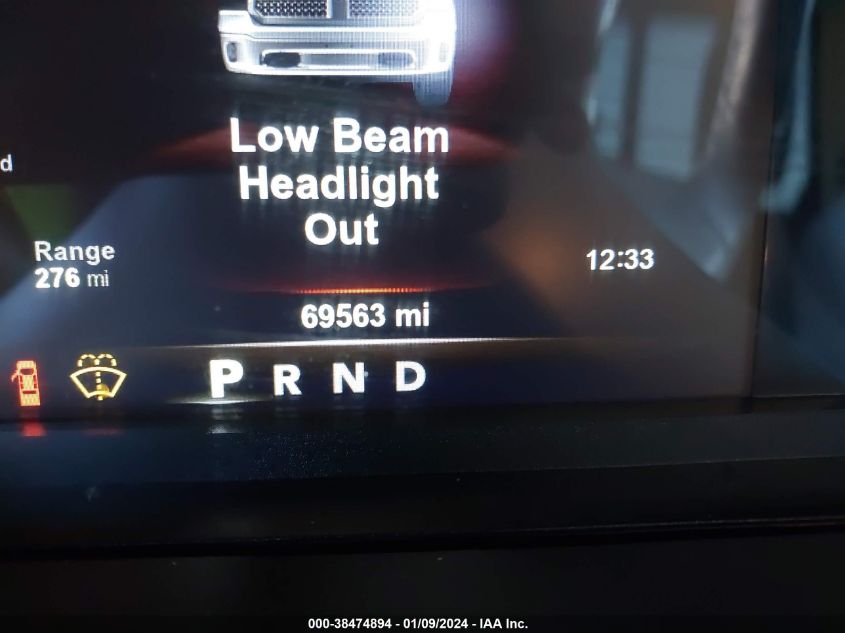 Low Beam
Headlight
Out
d
Range
276 mi
12:33
69563 mi
P R N D
000-38474894 - 01/09/2024 - IAA Inc.